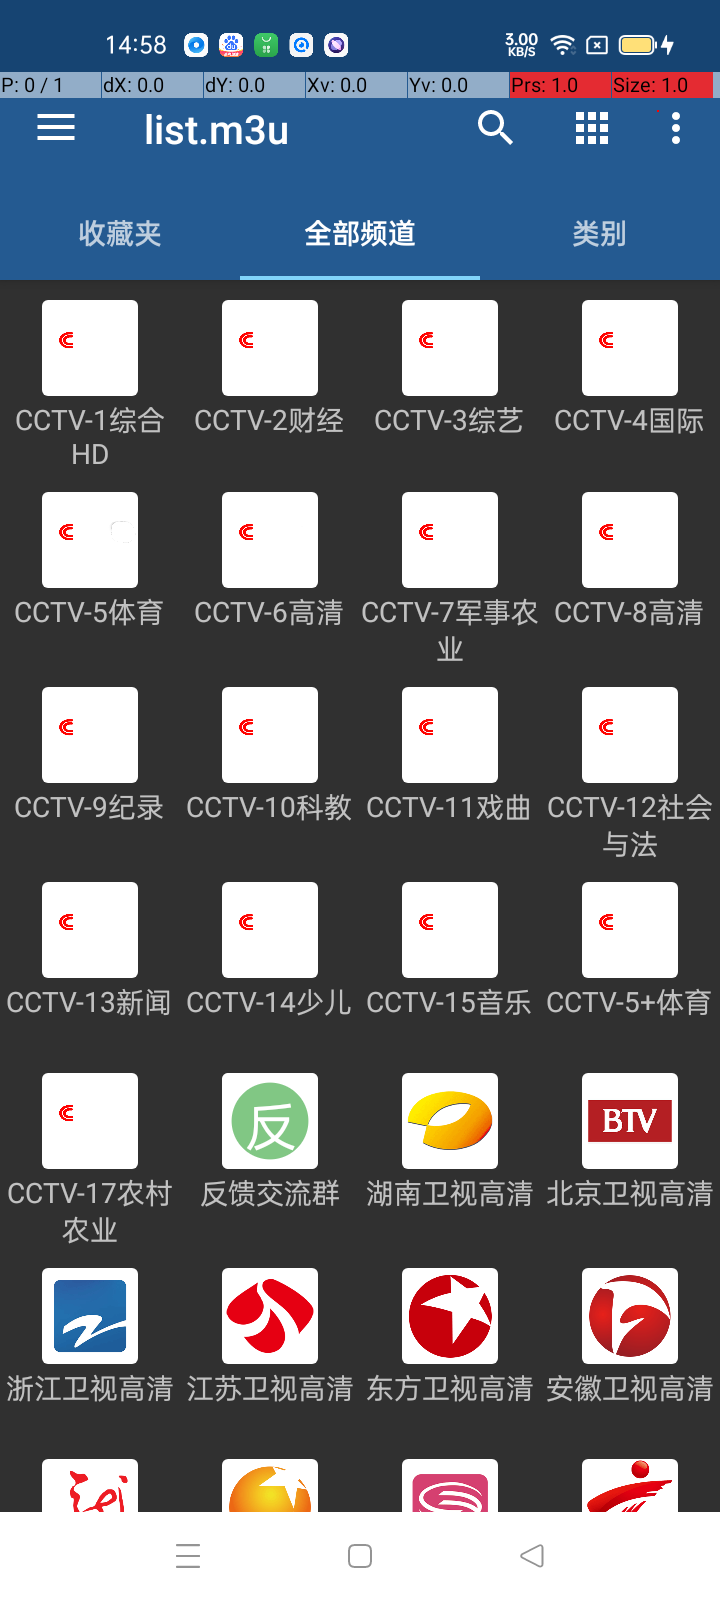 14:58
3.00 KB/S
P: 0 / 1 dX: 0.0 dY: 0.0 Xv: 0.0 Yv: 0.0 Prs: 1.0 Size: 1.0
list.m3u
收藏夹 全部频道 类别
CCTV-1综合HD CCTV-2财经 CCTV-3综艺 CCTV-4国际
CCTV-5体育 CCTV-6高清 CCTV-7军事农业 CCTV-8高清
CCTV-9纪录 CCTV-10科教 CCTV-11戏曲 CCTV-12社会与法
CCTV-13新闻 CCTV-14少儿 CCTV-15音乐 CCTV-5+体育
反 BTV
CCTV-17农村农业 反馈交流群 湖南卫视高清 北京卫视高清
浙江卫视高清 江苏卫视高清 东方卫视高清 安徽卫视高清